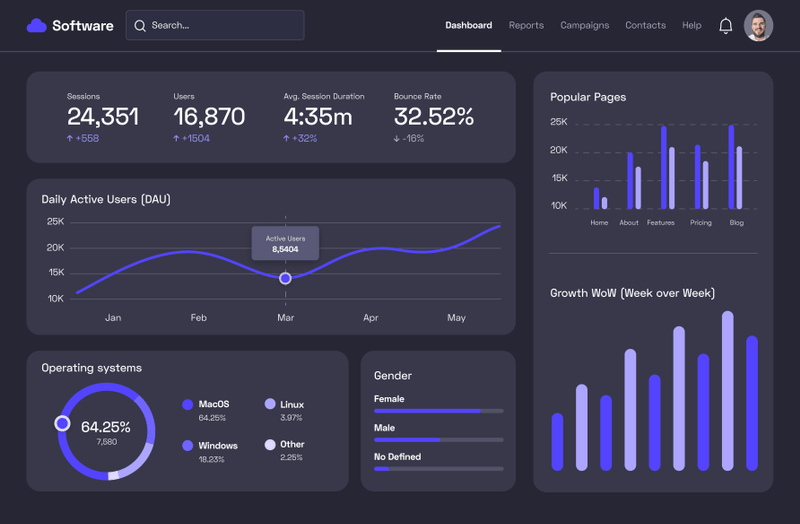 Software
Search...
Dashboard
Reports
Campaigns
Contacts
Help
Sessions
24,351
↑ +558
Users
16,870
↑ +1504
Avg. Session Duration
4:35m
↑ +32%
Bounce Rate
32.52%
↓ -16%
Daily Active Users (DAU)
25K
20K
15K
10K
Active Users
8,5404
Jan
Feb
Mar
Apr
May
Operating systems
64.25%
7,580
MacOS
64.25%
Linux
3.97%
Windows
18.23%
Other
2.25%
Gender
Female
Male
No Defined
Popular Pages
25K
20K
15K
10K
Home
About
Features
Pricing
Blog
Growth WoW (Week over Week)